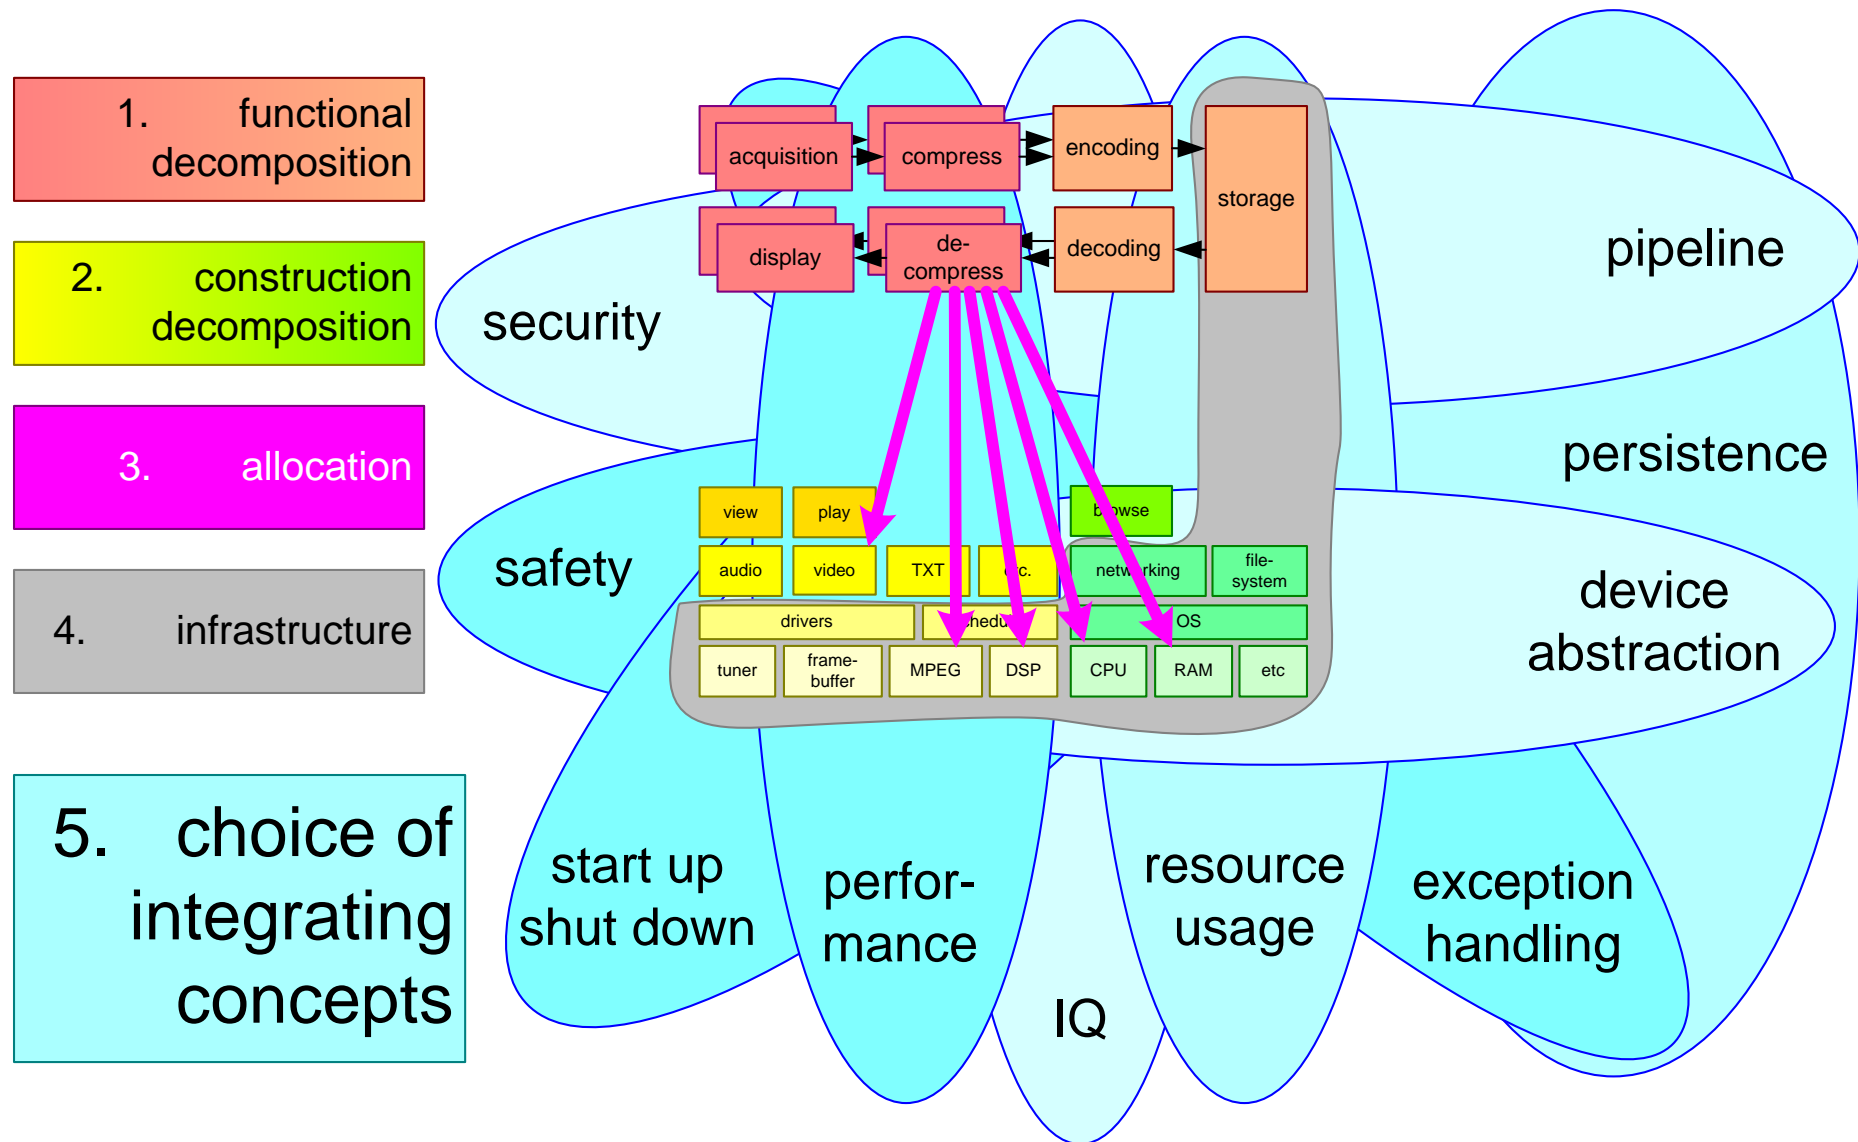 1. functional
decomposition
2. construction
decomposition
3. allocation
4. infrastructure
5. choice of
integrating
concepts
acquisition
compress
encoding
storage
display
de-
compress
decoding
pipeline
security
persistence
view
play
browse
safety
audio
video
TXT
etc.
networking
file-
system
device
abstraction
drivers
OS
tuner
frame-
buffer
MPEG
DSP
CPU
RAM
etc
start up
shut down
perfor-
mance
resource
usage
exception
handling
IQ